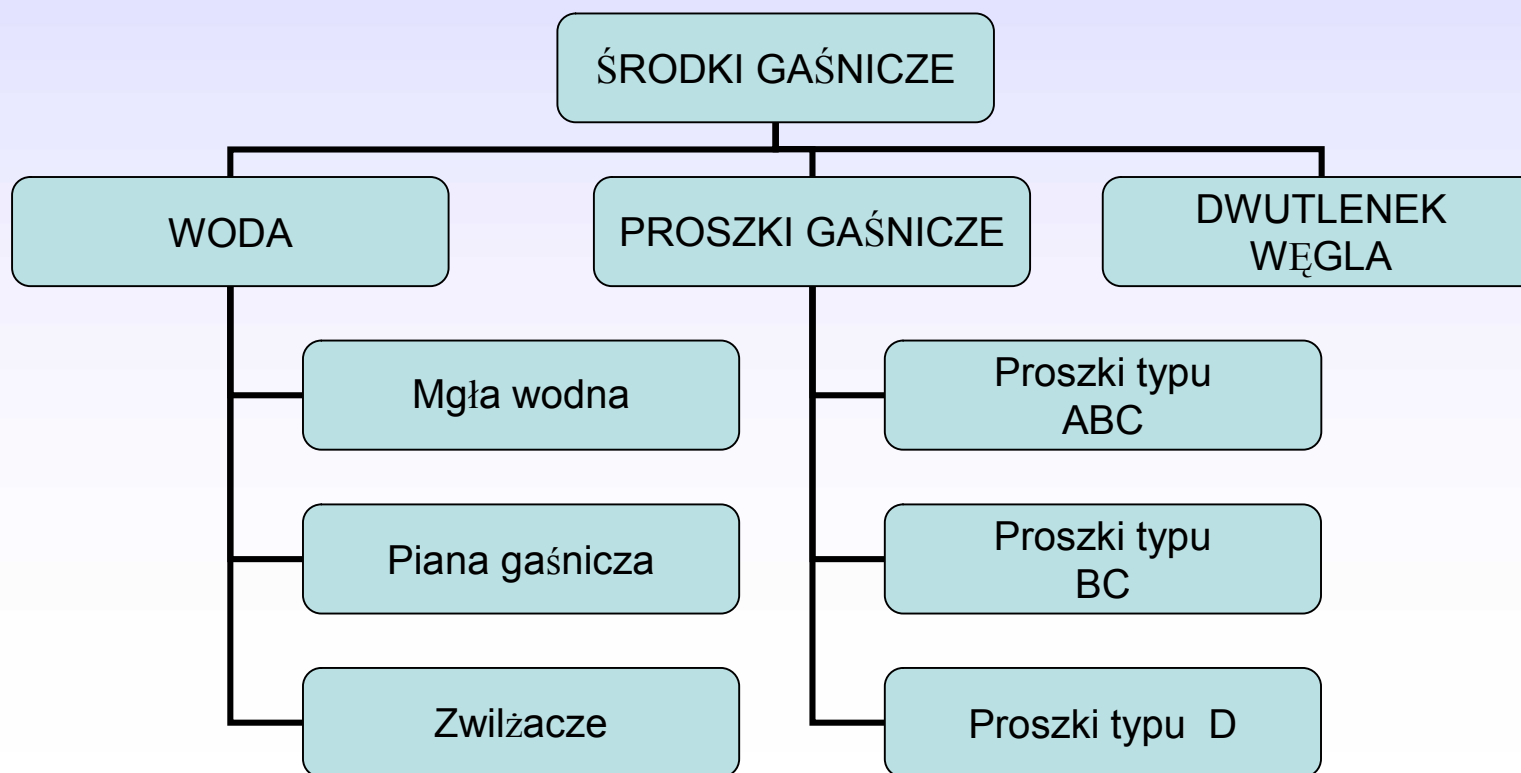 ŚRODKI GAŚNICZE
WODA
PROSZKI GAŚNICZE
DWUTLENEK
WĘGLA
Mgła wodna
Proszki typu
ABC
Piana gaśnicza
Proszki typu
BC
Zwilżacze
Proszki typu D